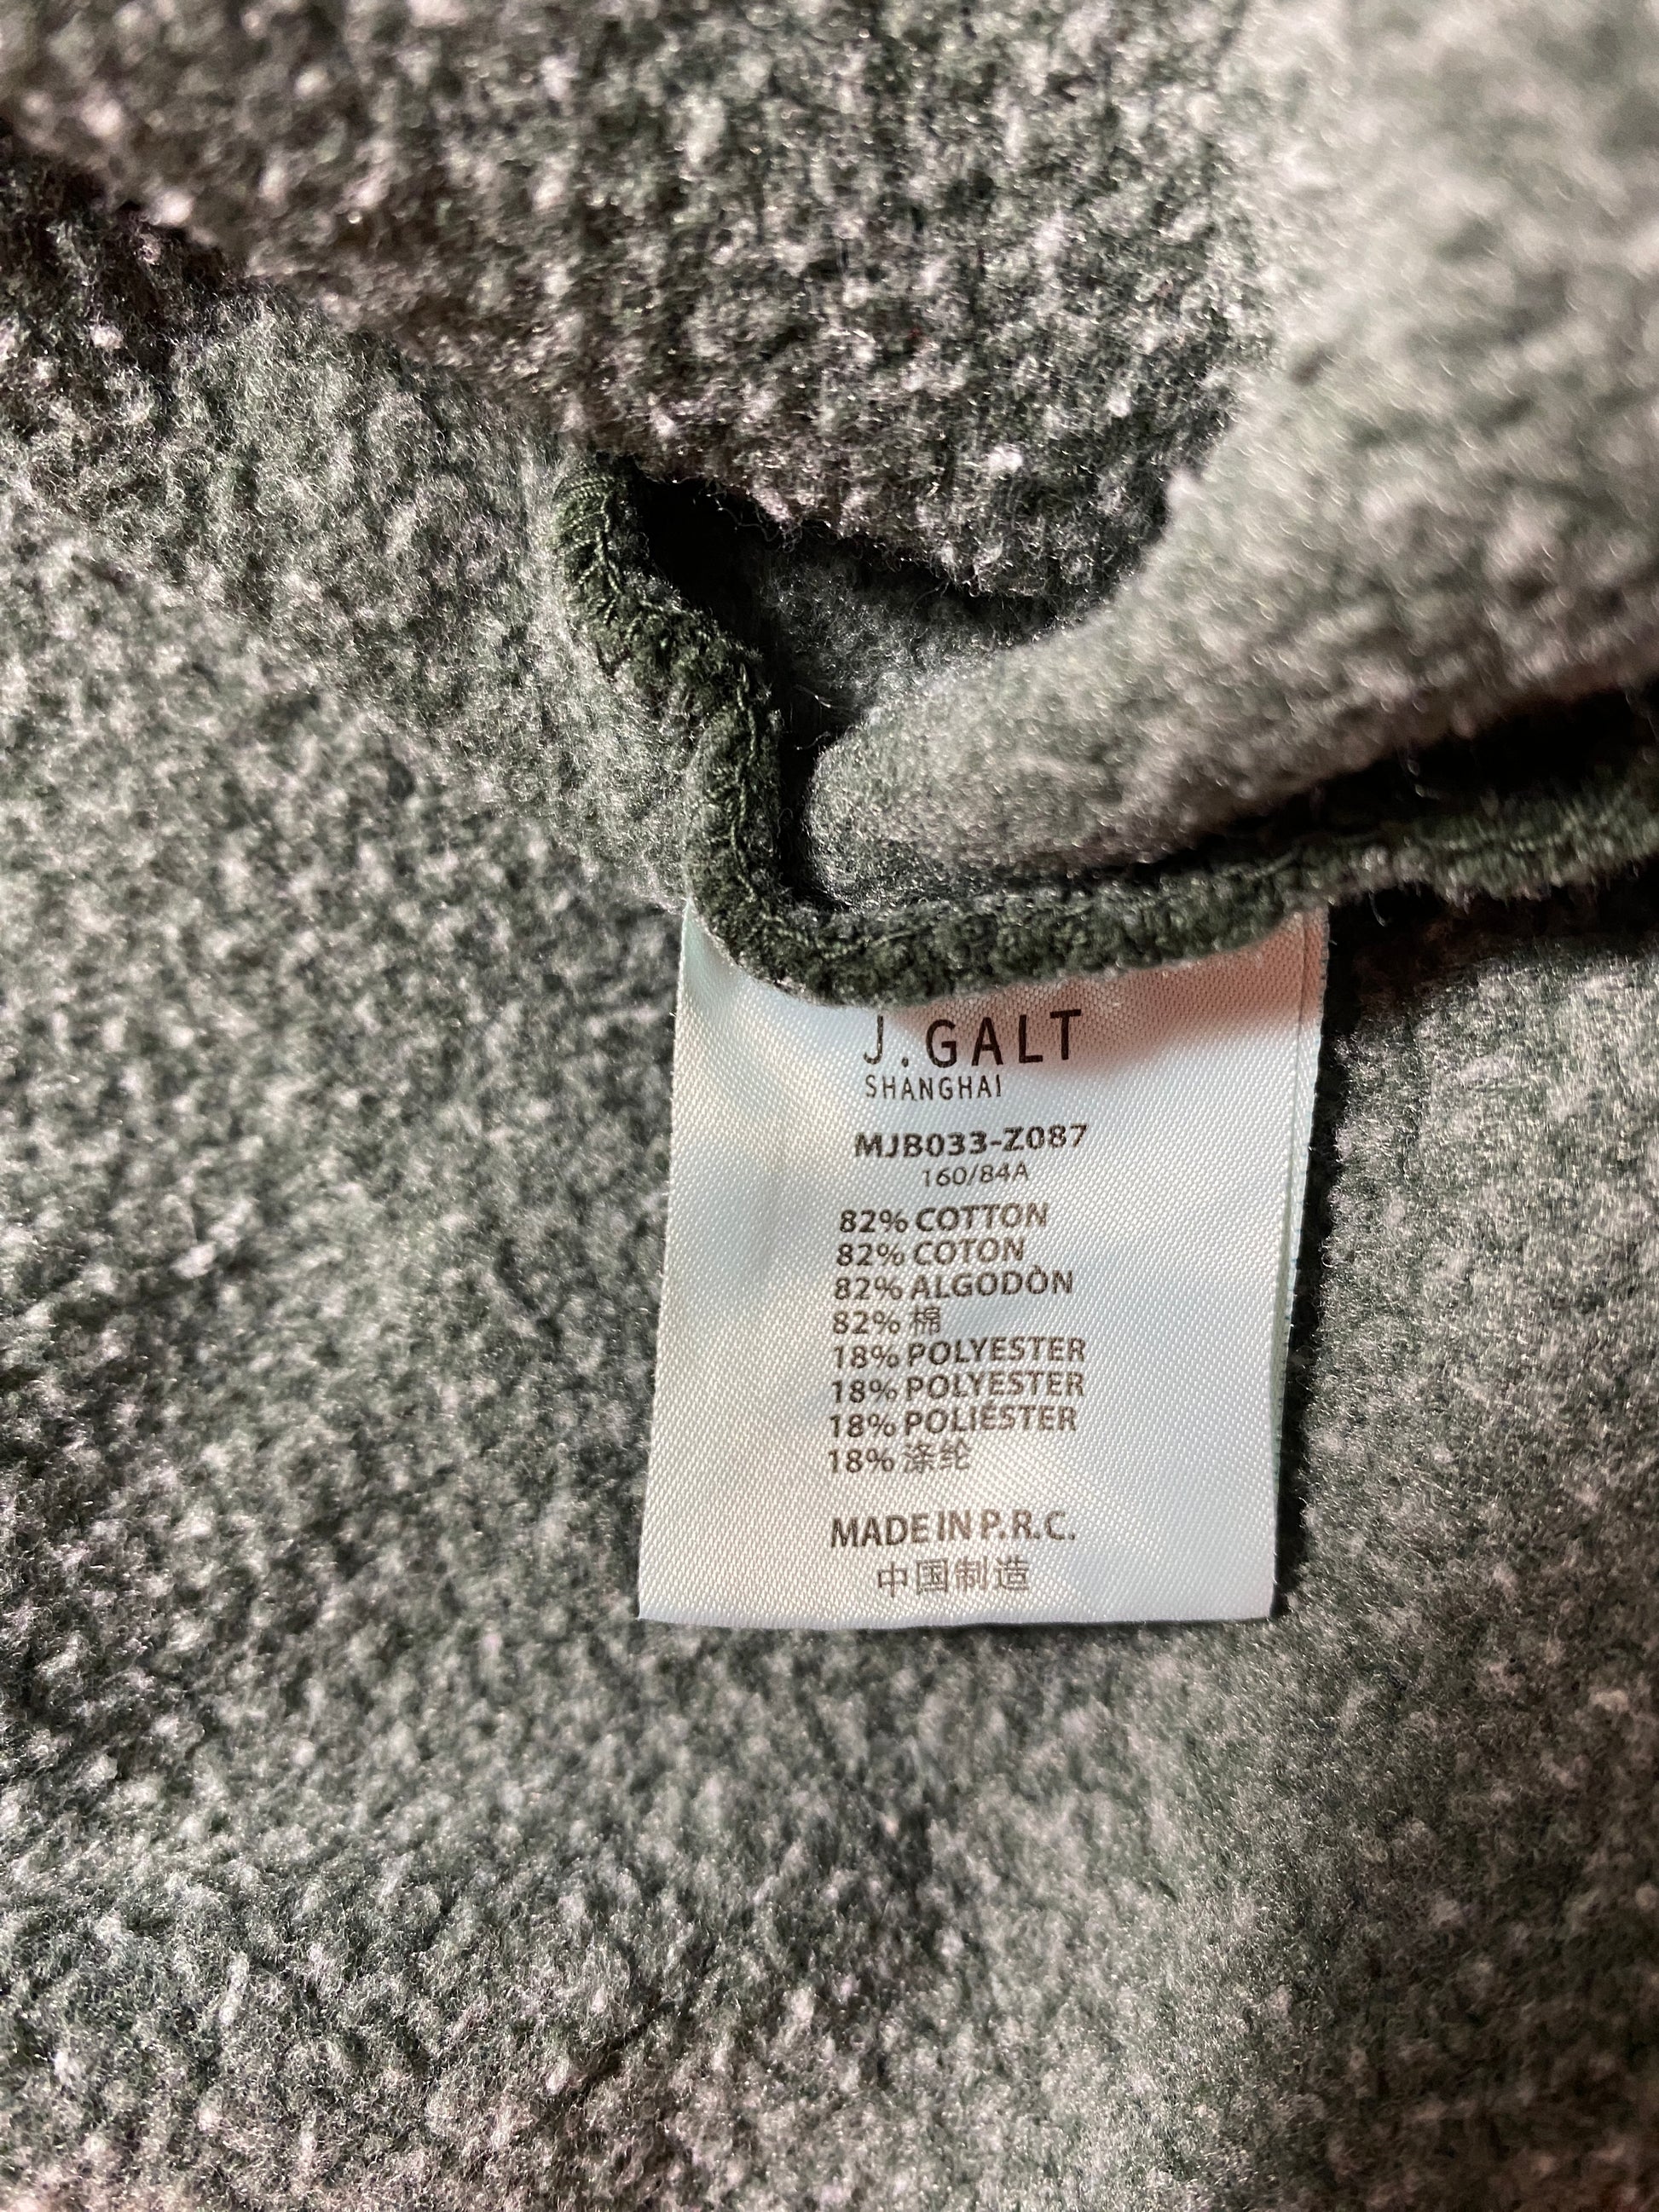 J.GALT
SHANGHAI
MJB033-Z087
160/84A
82% COTTON
82% COTON
82% ALGODÒN
82% 棉
18% POLYESTER
18% POLYESTER
18% POLIÉSTER
18% 涤纶
MADE IN P.R.C.
中国制造